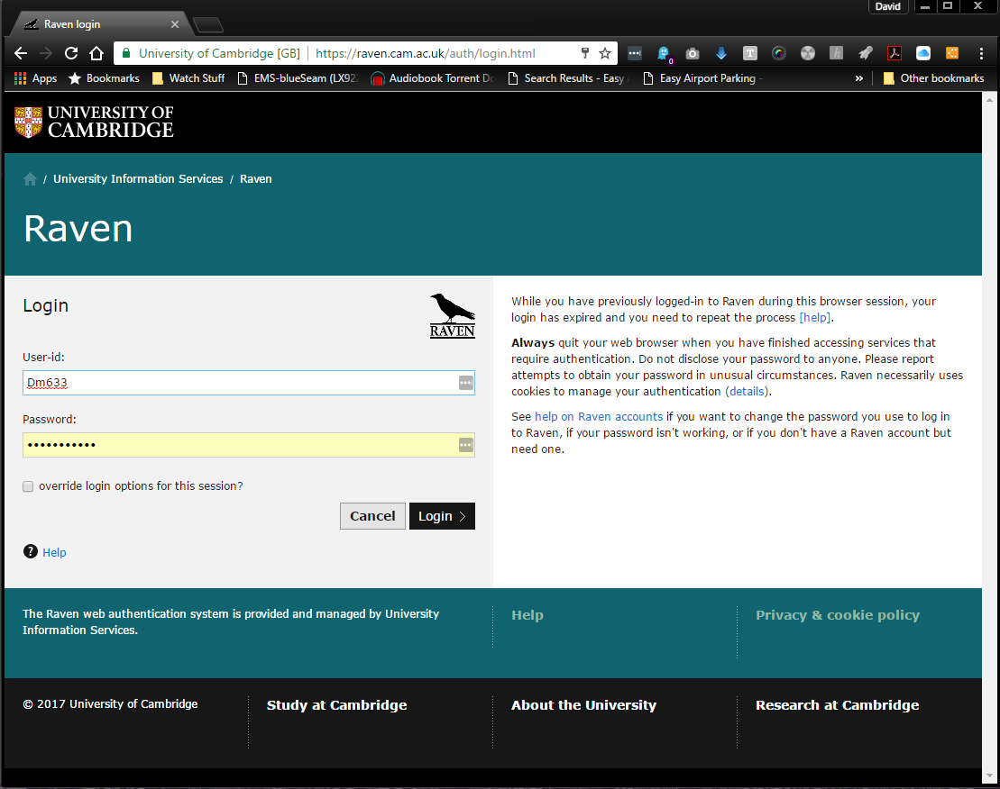 David
Raven login
University of Cambridge [GB] https://raven.cam.ac.uk/auth/login.html
0
Apps Bookmarks Watch Stuff EMS-blueSeam (LX922 Audiobook Torrent Do Search Results - Easy Easy Airport Parking - » Other bookmarks
UNIVERSITY OF
CAMBRIDGE
/ University Information Services / Raven
Raven
Login
RAVEN
User-id:
Dm633
Password:
•••••••••••
override login options for this session?
Cancel Login
? Help
While you have previously logged-in to Raven during this browser session, your
login has expired and you need to repeat the process [help].
Always quit your web browser when you have finished accessing services that
require authentication. Do not disclose your password to anyone. Please report
attempts to obtain your password in unusual circumstances. Raven necessarily uses
cookies to manage your authentication (details).
See help on Raven accounts if you want to change the password you use to log in
to Raven, if your password isn't working, or if you don't have a Raven account but
need one.
The Raven web authentication system is provided and managed by University
Information Services.
Help
Privacy & cookie policy
© 2017 University of Cambridge
Study at Cambridge
About the University
Research at Cambridge